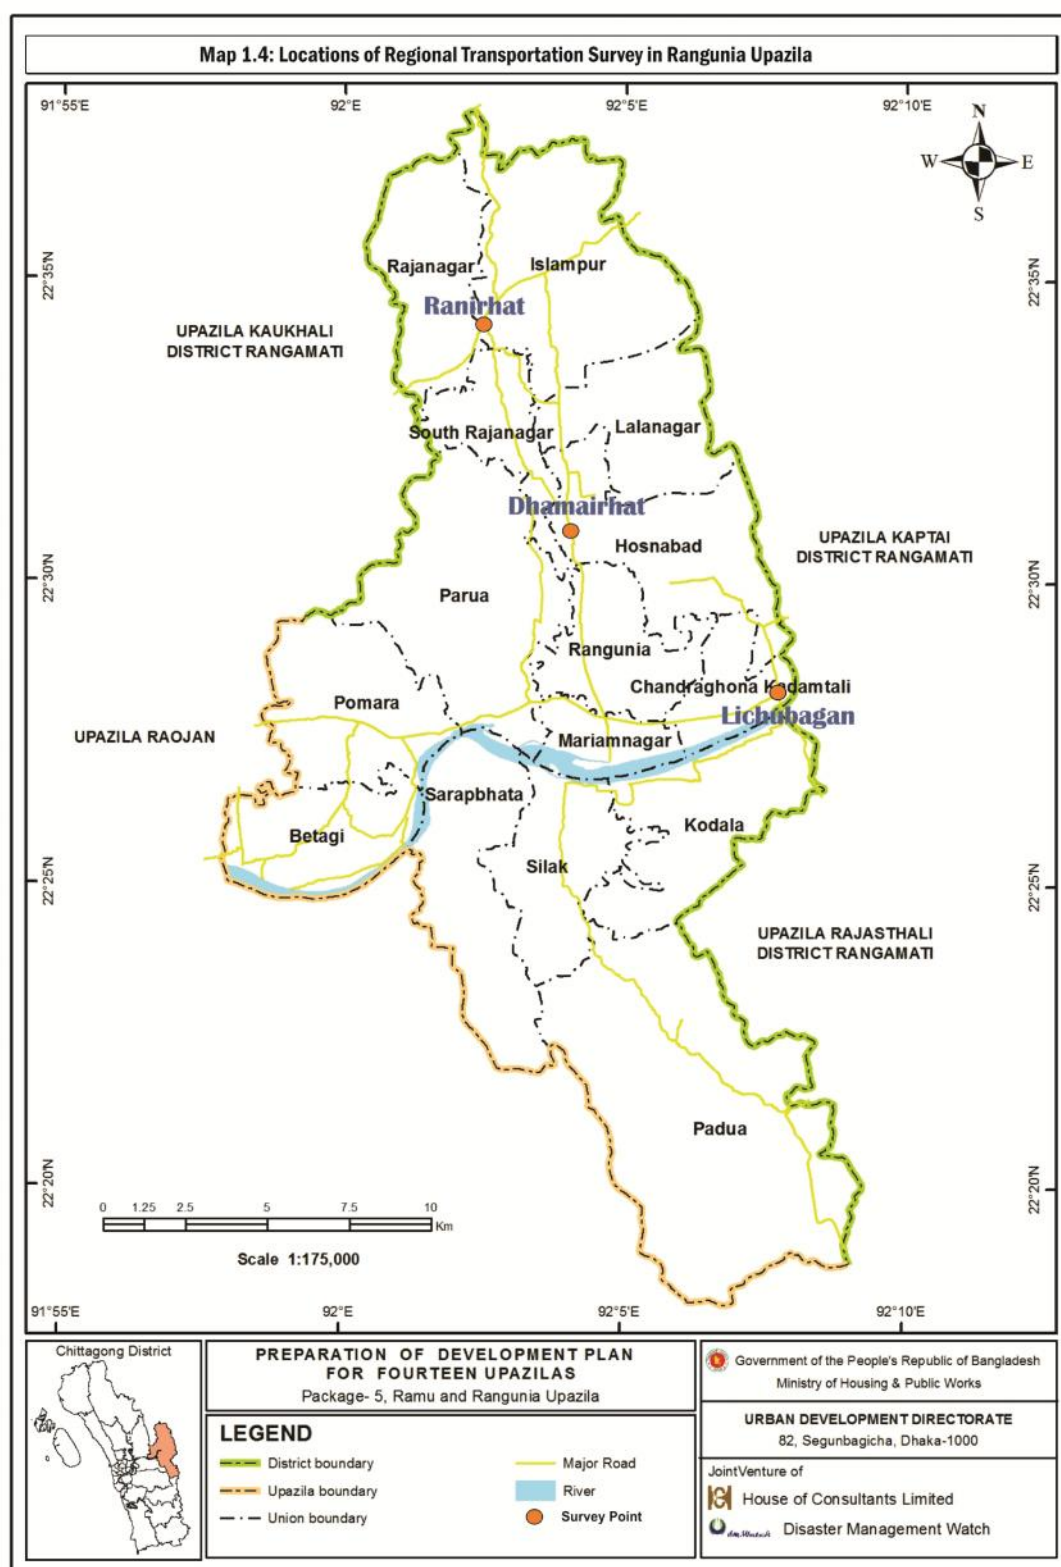 Map 1.4: Locations of Regional Transportation Survey in Rangunia Upazila
91°55'E
92°E
92°5'E
92°10'E
N
W
E
S
22°35'N
22°35'N
Rajanagar
Islampur
Ranirhat
UPAZILA KAUKHALI
DISTRICT RANGAMATI
South Rajanagar
Lalanagar
Dhamairhat
Hosnabad
UPAZILA KAPTAI
DISTRICT RANGAMATI
22°30'N
22°30'N
Parua
Rangunia
Chandraghona Kadamtali
Pomara
Lichubagan
UPAZILA RAOJAN
Mariamnagar
Sarapbhata
Kodala
Betagi
Silak
22°25'N
22°25'N
UPAZILA RAJASTHALI
DISTRICT RANGAMATI
Padua
22°20'N
22°20'N
0 1.25 2.5 5 7.5 10
Km
Scale 1:175,000
91°55'E
92°E
92°5'E
92°10'E
Chittagong District
PREPARATION OF DEVELOPMENT PLAN
FOR FOURTEEN UPAZILAS
Package- 5, Ramu and Rangunia Upazila
LEGEND
District boundary
Upazila boundary
Union boundary
Major Road
River
Survey Point
Government of the People's Republic of Bangladesh
Ministry of Housing & Public Works
URBAN DEVELOPMENT DIRECTORATE
82, Segunbagicha, Dhaka-1000
JointVenture of
House of Consultants Limited
Disaster Management Watch